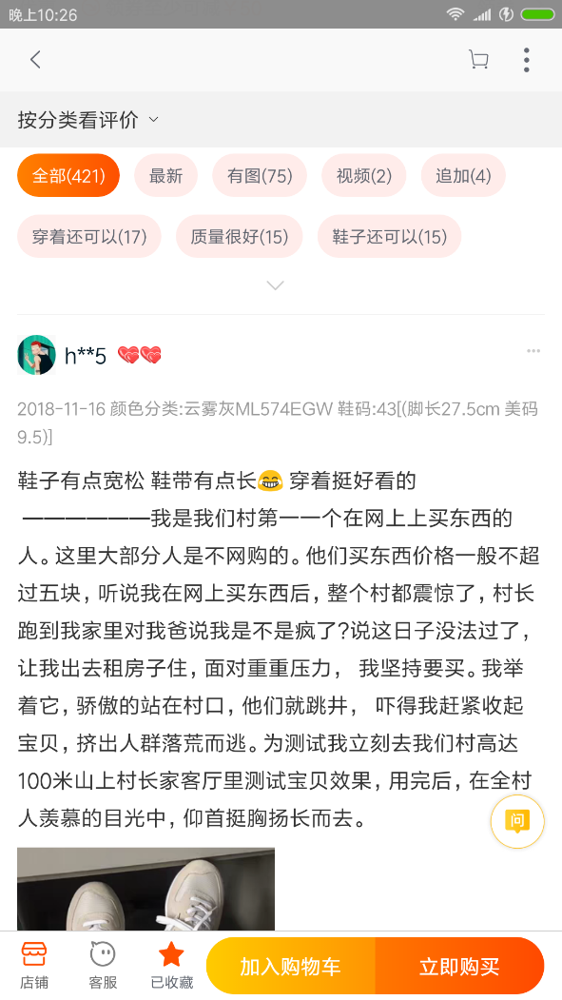 晚上10:26
按分类看评价
全部(421) 最新 有图(75) 视频(2) 追加(4)
穿着还可以(17) 质量很好(15) 鞋子还可以(15)
h**5
2018-11-16 颜色分类:云雾灰ML574EGW 鞋码:43[(脚长27.5cm 美码
9.5)]
鞋子有点宽松 鞋带有点长😂 穿着挺好看的
——————我是我们村第一一个在网上上买东西的
人。这里大部分人是不网购的。他们买东西价格一般不超
过五块，听说我在网上买东西后，整个村都震惊了，村长
跑到我家里对我爸说我是不是疯了?说这日子没法过了，
让我出去租房子住，面对重重压力， 我坚持要买。我举
着它，骄傲的站在村口，他们就跳井， 吓得我赶紧收起
宝贝，挤出人群落荒而逃。为测试我立刻去我们村高达
100米山上村长家客厅里测试宝贝效果，用完后，在全村
人羡慕的目光中，仰首挺胸扬长而去。
问
店铺 客服 已收藏 加入购物车 立即购买